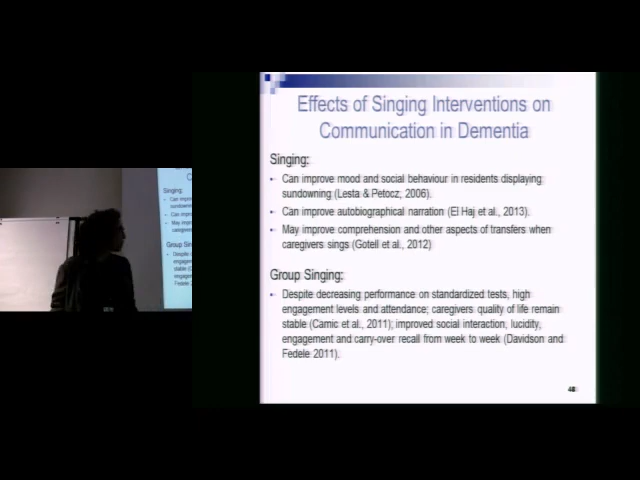 Effects of Singing Interventions on
Communication in Dementia
Singing:
Can improve mood and social behaviour in residents displaying
sundowning (Lesta & Petocz, 2006).
Can improve autobiographical narration (El Haj et al., 2013).
May improve comprehension and other aspects of transfers when
caregivers sings (Gotell et al., 2012)
Group Singing:
Despite decreasing performance on standardized tests, high
engagement levels and attendance; caregivers quality of life remain
stable (Camic et al., 2011); improved social interaction, lucidity,
engagement and carry-over recall from week to week (Davidson and
Fedele 2011).
Singing:
Group Singing